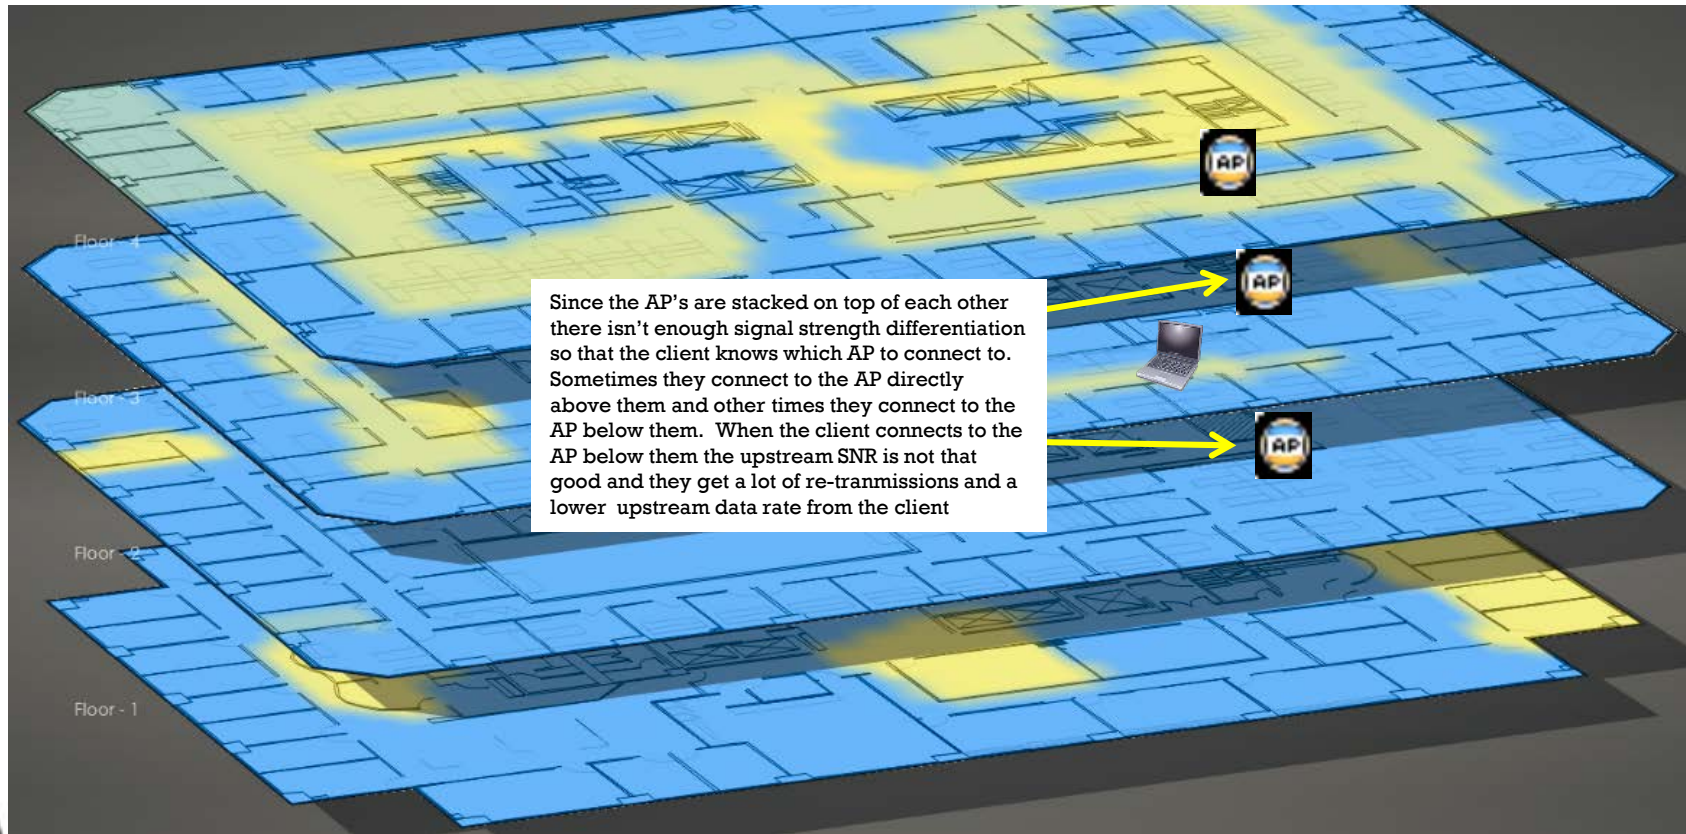 AP
Floor - 4
AP
Since the AP's are stacked on top of each other
there isn't enough signal strength differentiation
so that the client knows which AP to connect to.
Sometimes they connect to the AP directly
above them and other times they connect to the
AP below them.  When the client connects to the
AP below them the upstream SNR is not that
good and they get a lot of re-tranmissions and a
lower  upstream data rate from the client
Floor - 3
AP
Floor - 2
Floor - 1